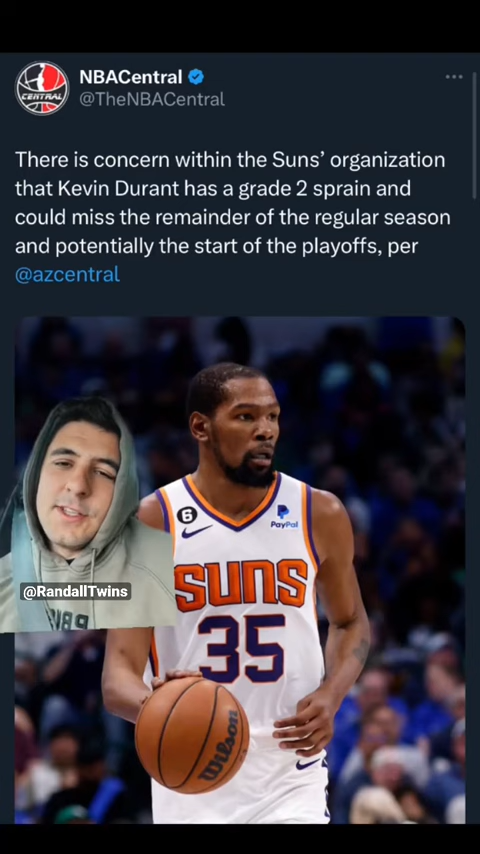 NBACentral
@TheNBACentral
CENTRAL
There is concern within the Suns' organization
that Kevin Durant has a grade 2 sprain and
could miss the remainder of the regular season
and potentially the start of the playoffs, per
@azcentral
6
PayPal
SUNS
35
@RandallTwins
Wilson